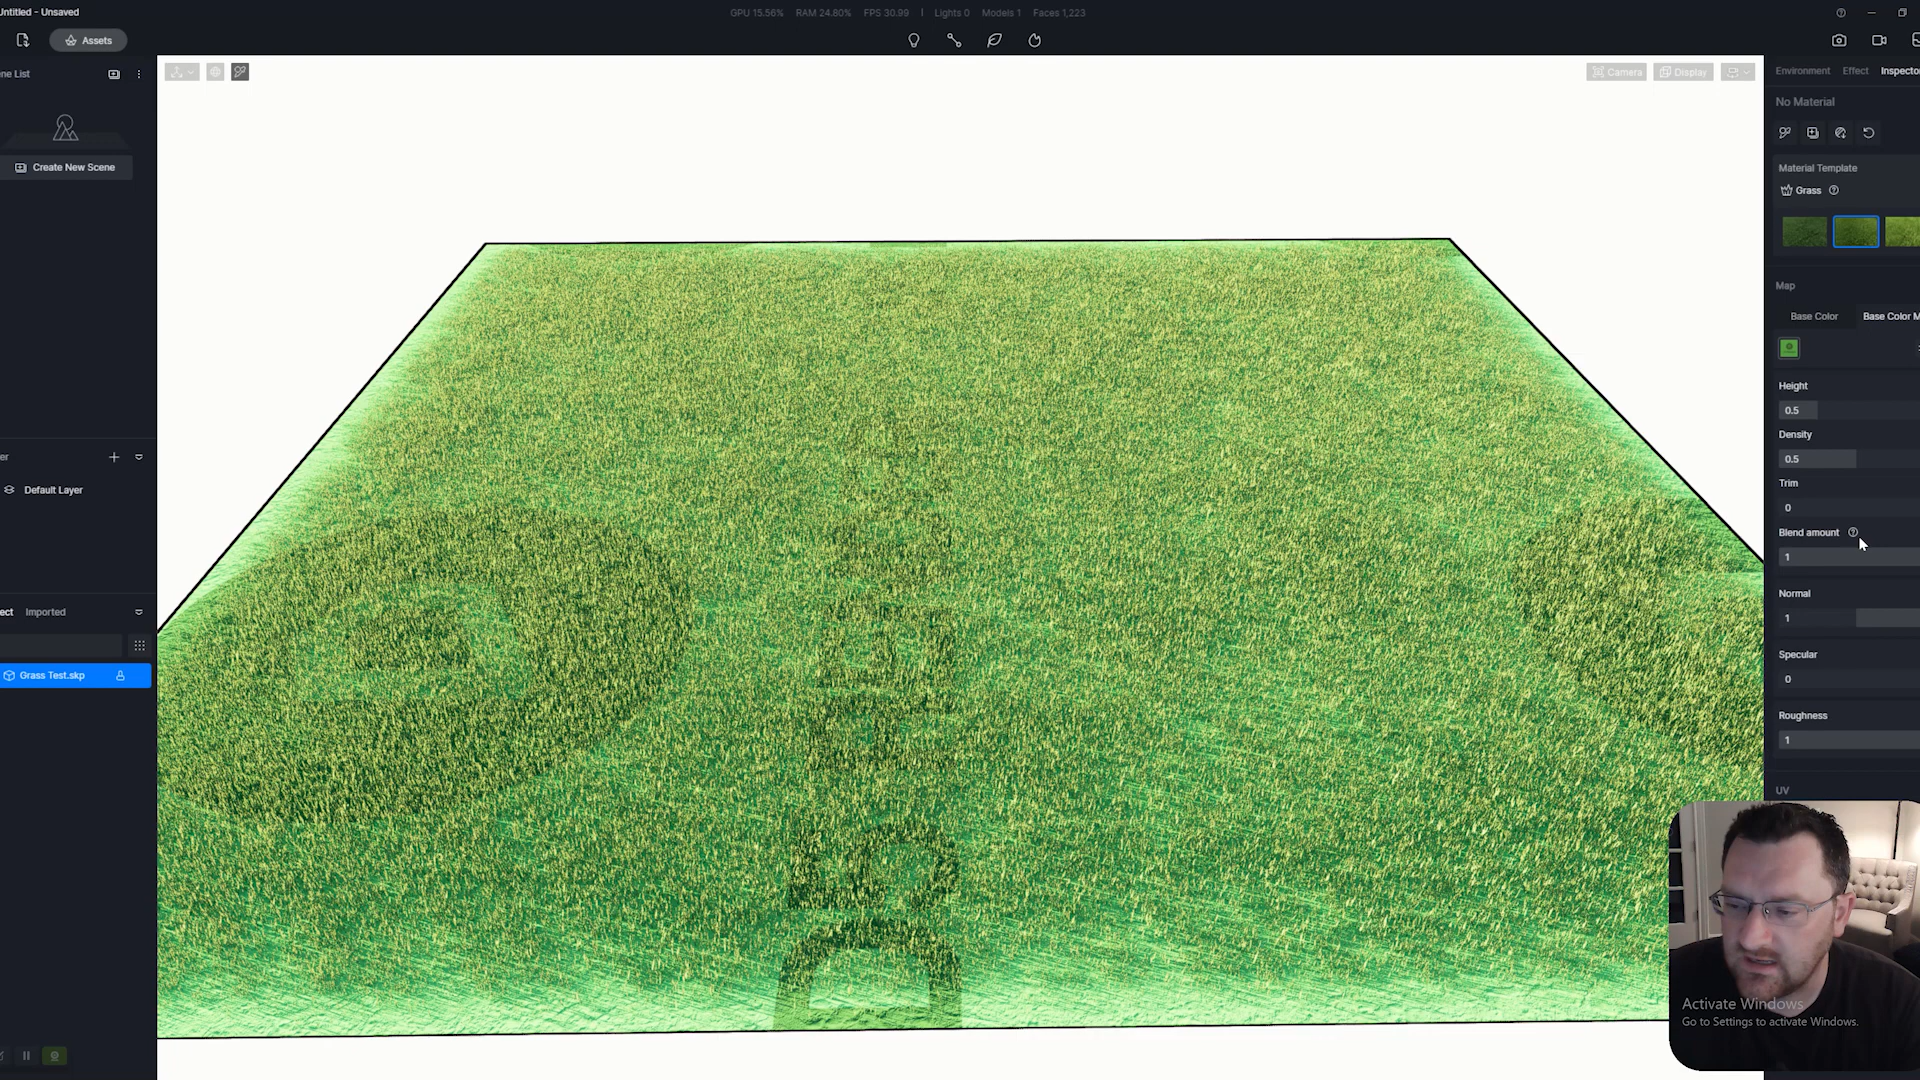 Untitled - Unsaved
GPU 15.56% RAM 24.80% FPS 30.99 | Lights 0 Models 1 Faces 1,223
Assets
ene List
Create New Scene
Camera
Display
Environment Effect Inspector
No Material
Material Template
Grass
Map
Base Color Base Color M
Height
0.5
Density
0.5
Trim
0
Blend amount
1
Normal
1
Specular
0
Roughness
1
UV
er
Default Layer
ect Imported
Grass Test.skp
Activate Windows
Go to Settings to activate Windows.